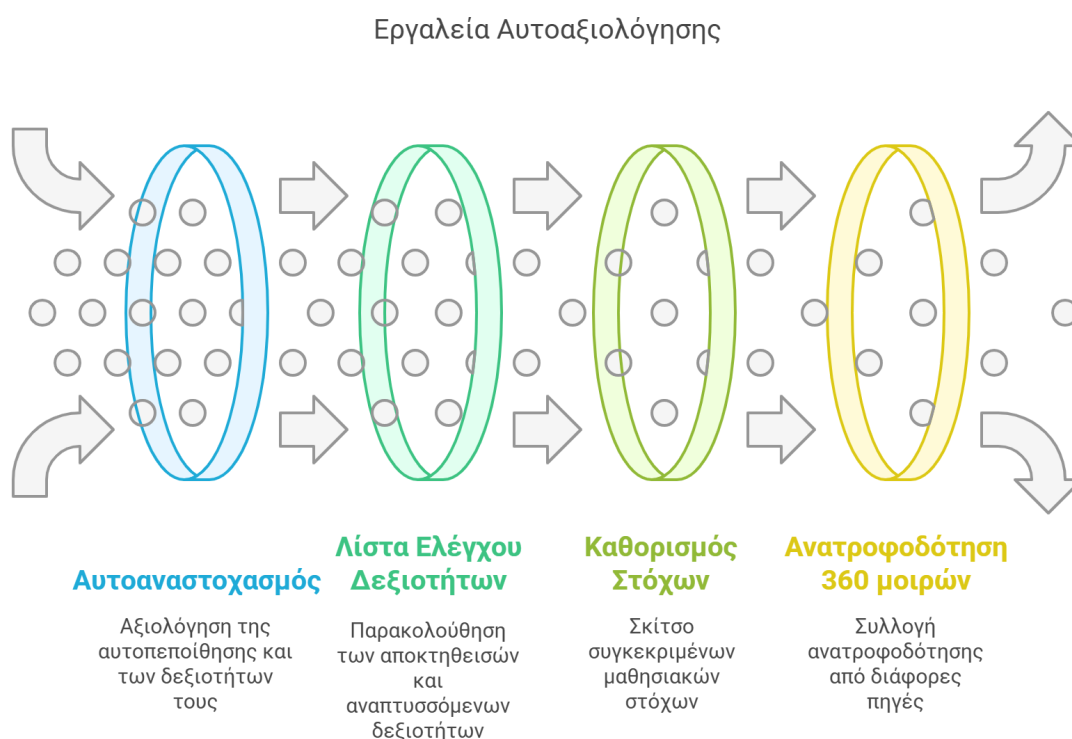 Εργαλεία Αυτοαξιολόγησης
Αυτοαναστοχασμός
Αξιολόγηση της
αυτοπεποίθησης και
των δεξιοτήτων
τους
Λίστα Ελέγχου
Δεξιοτήτων
Παρακολούθηση
των αποκτηθεισών
και
αναπτυσσόμενων
δεξιοτήτων
Καθορισμός
Στόχων
Σκίτσο
συγκεκριμένων
μαθησιακών
στόχων
Ανατροφοδότηση
360 μοιρών
Συλλογή
ανατροφοδότησης
από διάφορες
πηγές